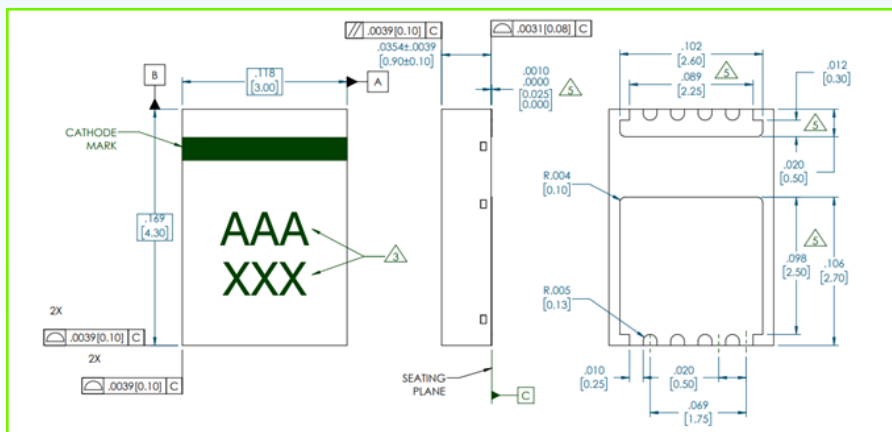 // .0039[0.10] C
⌓ .0031[0.08] C
B
.118
[3.00]
A
.0354±.0039
[0.90±0.10]
.0010
.0000
[0.025]
[0.000]
5
.102
[2.60]
.089
[2.25]
5
.012
[0.30]
CATHODE
MARK
5
.020
[0.50]
R.004
[0.10]
.169
[4.30]
AAA
XXX
3
5
.098
[2.50]
.106
[2.70]
R.005
[0.13]
2X
⌓ .0039[0.10] C
2X
⌓ .0039[0.10] C
SEATING
PLANE
C
.010
[0.25]
.020
[0.50]
.069
[1.75]